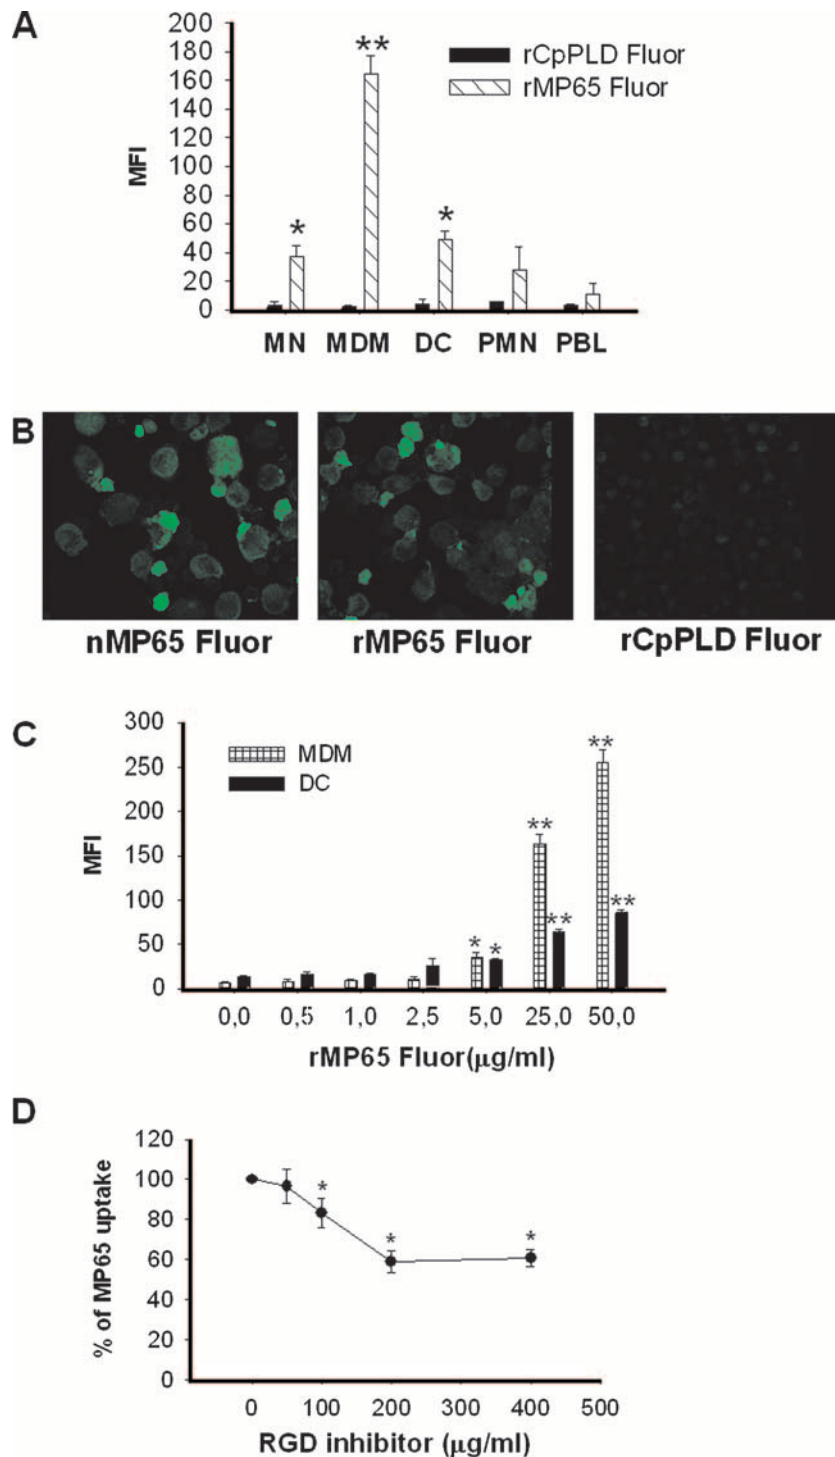 A
200
180
160
140
120
100
80
60
40
20
0
MFI
**
*
*
rCpPLD Fluor
rMP65 Fluor
MN MDM DC PMN PBL
B
nMP65 Fluor rMP65 Fluor rCpPLD Fluor
C
300
250
200
150
100
50
0
MFI
MDM
DC
**
**
**
**
*
*
0,0 0,5 1,0 2,5 5,0 25,0 50,0
rMP65 Fluor(μg/ml)
D
120
100
80
60
40
20
0
% of MP65 uptake
*
*
*
0 100 200 300 400 500
RGD inhibitor (μg/ml)